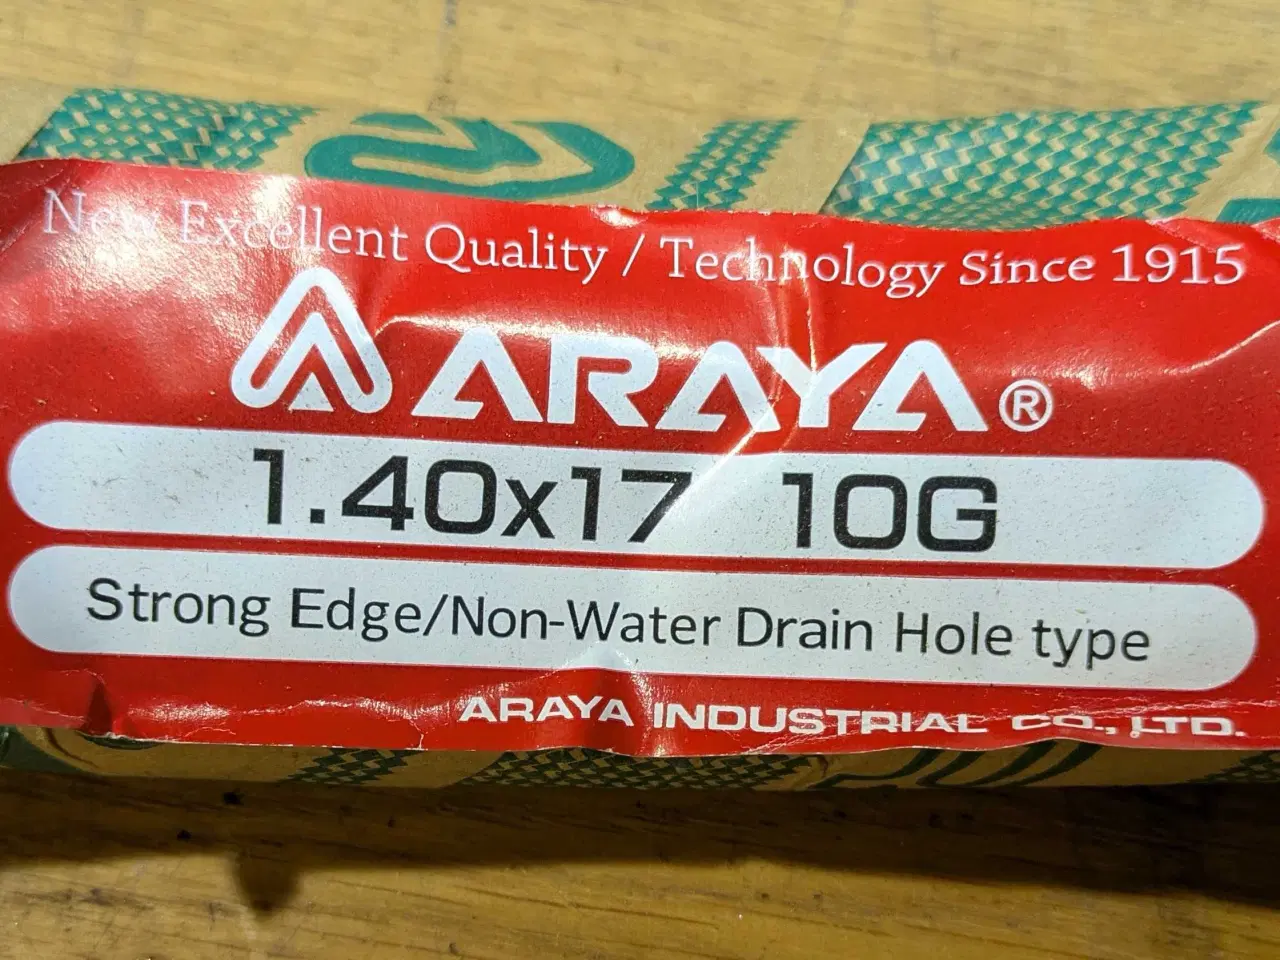 New Excellent Quality / Technology Since 1915
ARAYA®
1.40x17 10G
Strong Edge/Non-Water Drain Hole type
ARAYA INDUSTRIAL CO., LTD.